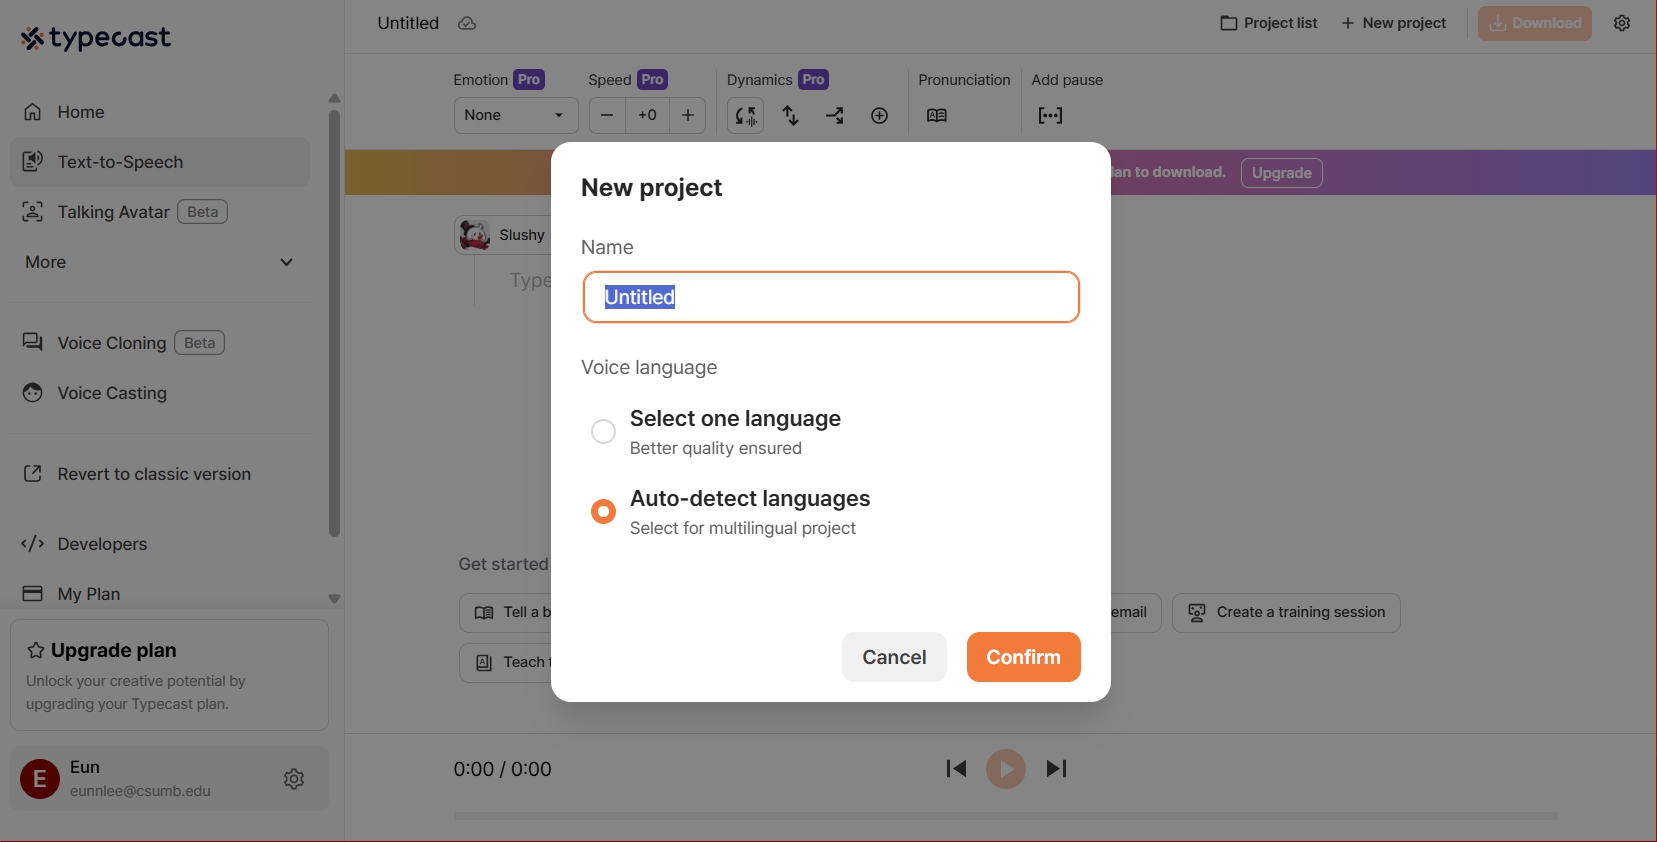 typecast
Home
Text-to-Speech
Talking Avatar Beta
More
Voice Cloning Beta
Voice Casting
Revert to classic version
Developers
My Plan
Upgrade plan
Unlock your creative potential by
upgrading your Typecast plan.
E
Eun
eunnlee@csumb.edu
Untitled
Project list
New project
Download
Emotion Pro
Speed Pro
Dynamics Pro
Pronunciation
Add pause
None
+0
to download.
Upgrade
Slushy
Type
New project
Name
Untitled
Voice language
Select one language
Better quality ensured
Auto-detect languages
Select for multilingual project
Cancel
Confirm
Get started
Tell a
email
Create a training session
Teach
0:00 / 0:00